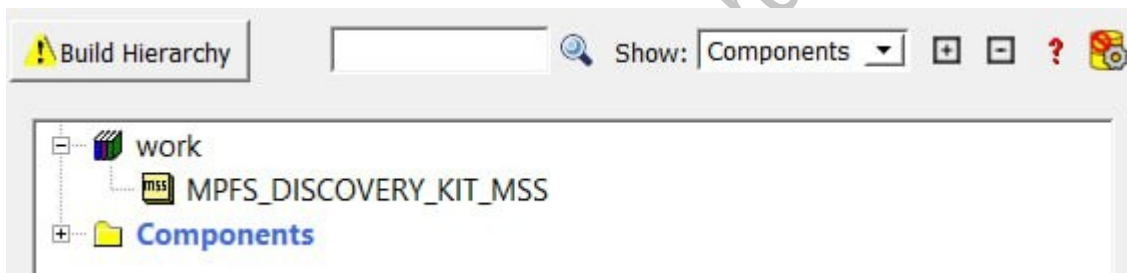 Build Hierarchy Show: Components
work
mss MPFS_DISCOVERY_KIT_MSS
Components